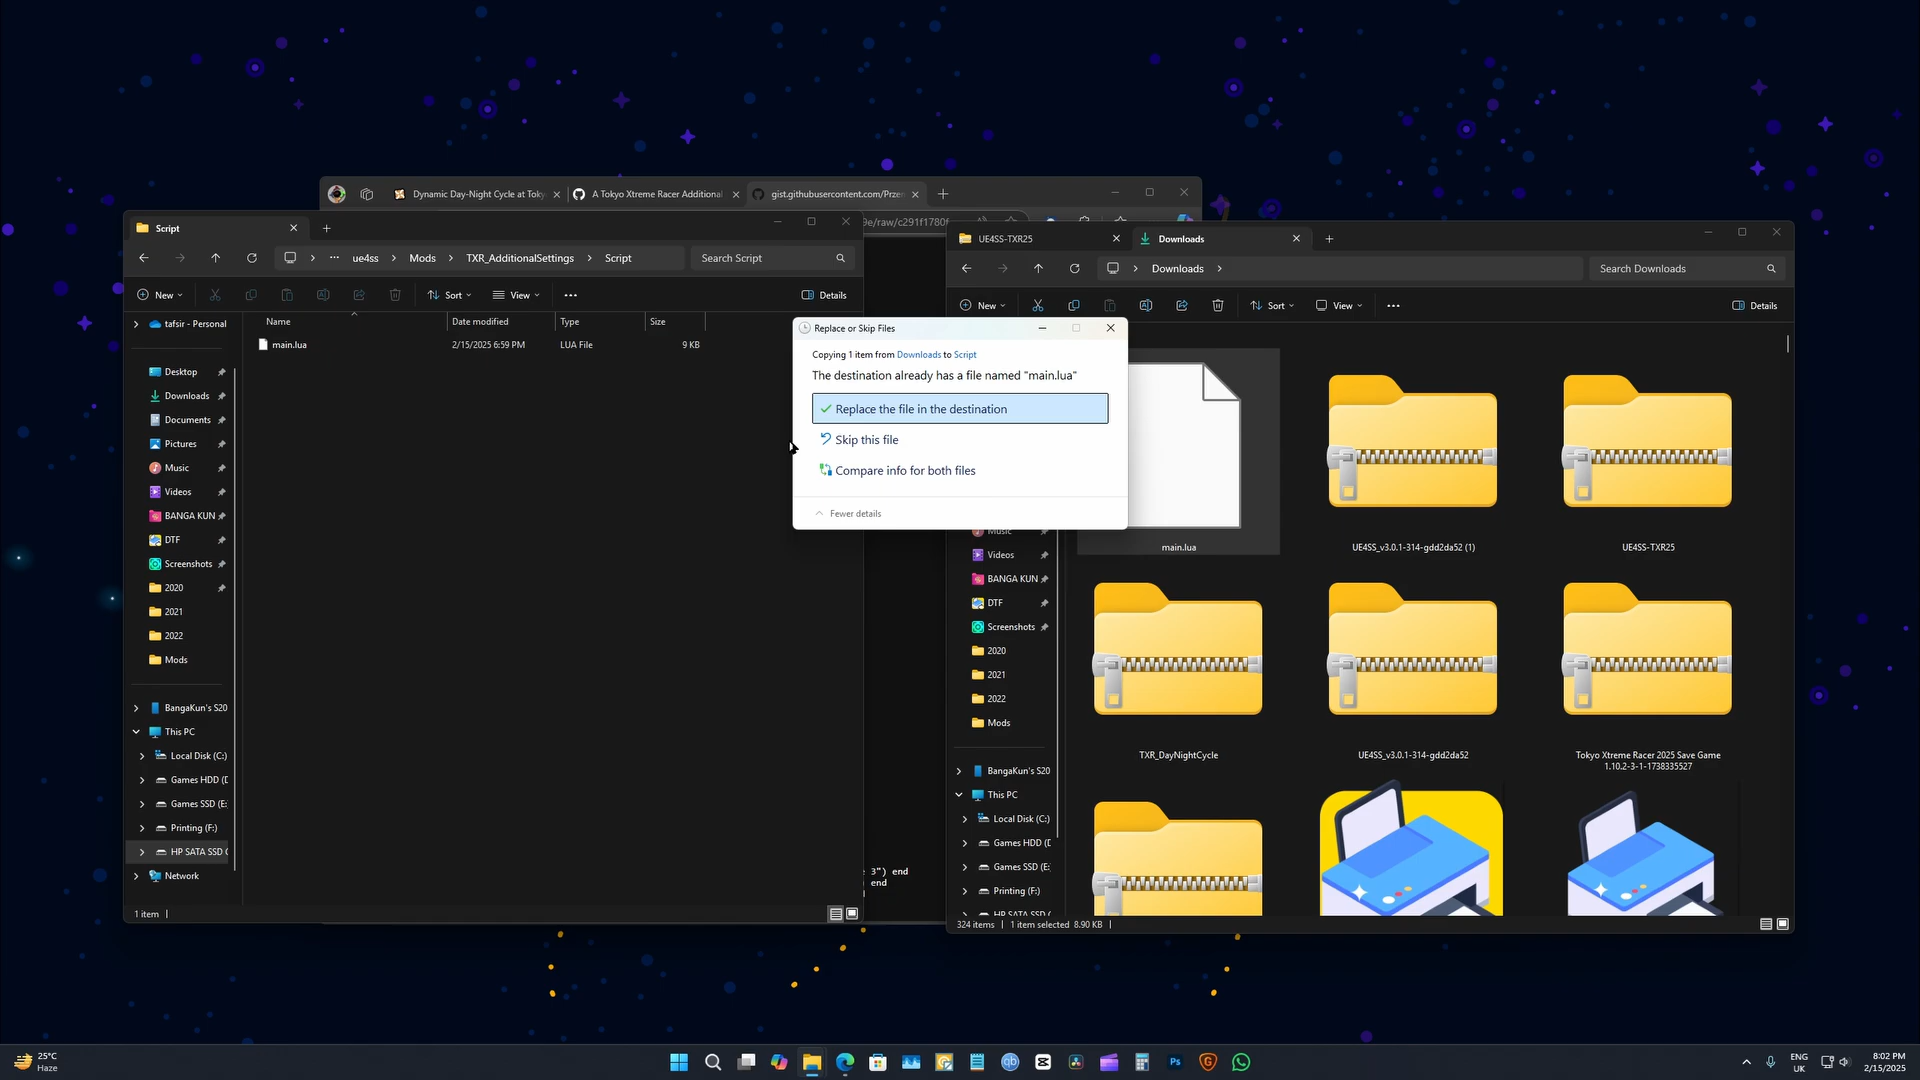 Dynamic Day-Night Cycle at Toky
A Tokyo Xtreme Racer Additional
gist.githubusercontent.com/Przem
9e/raw/c291f1780f
Script
ue4ss
Mods
TXR_AdditionalSettings
Script
Search Script
New
Sort
View
Details
Name
Date modified
Type
Size
main.lua
2/15/2025 6:59 PM
LUA File
9 KB
tafsir - Personal
Desktop
Downloads
Documents
Pictures
Music
Videos
BANGA KUN
DTF
Screenshots
2020
2021
2022
Mods
BangaKun's S20
This PC
Local Disk (C:)
Games HDD (D
Games SSD (E:
Printing (F:)
HP SATA SSD (
Network
1 item
e 3") end
) end
UE4SS-TXR25
Downloads
Downloads
Search Downloads
New
Sort
View
Details
Replace or Skip Files
Copying 1 item from Downloads to Script
The destination already has a file named "main.lua"
Replace the file in the destination
Skip this file
Compare info for both files
Fewer details
Music
Videos
BANGA KUN
DTF
Screenshots
2020
2021
2022
Mods
BangaKun's S20
This PC
Local Disk (C:)
Games HDD (D
Games SSD (E:
Printing (F:)
HP SATA SSD (
main.lua
UE4SS_v3.0.1-314-gdd2da52 (1)
UE4SS-TXR25
TXR_DayNightCycle
UE4SS_v3.0.1-314-gdd2da52
Tokyo Xtreme Racer 2025 Save Game
1.10.2-3-1-1738335527
324 items
1 item selected 8.90 KB
25°C
Haze
qb
Ps
ENG
UK
8:02 PM
2/15/2025